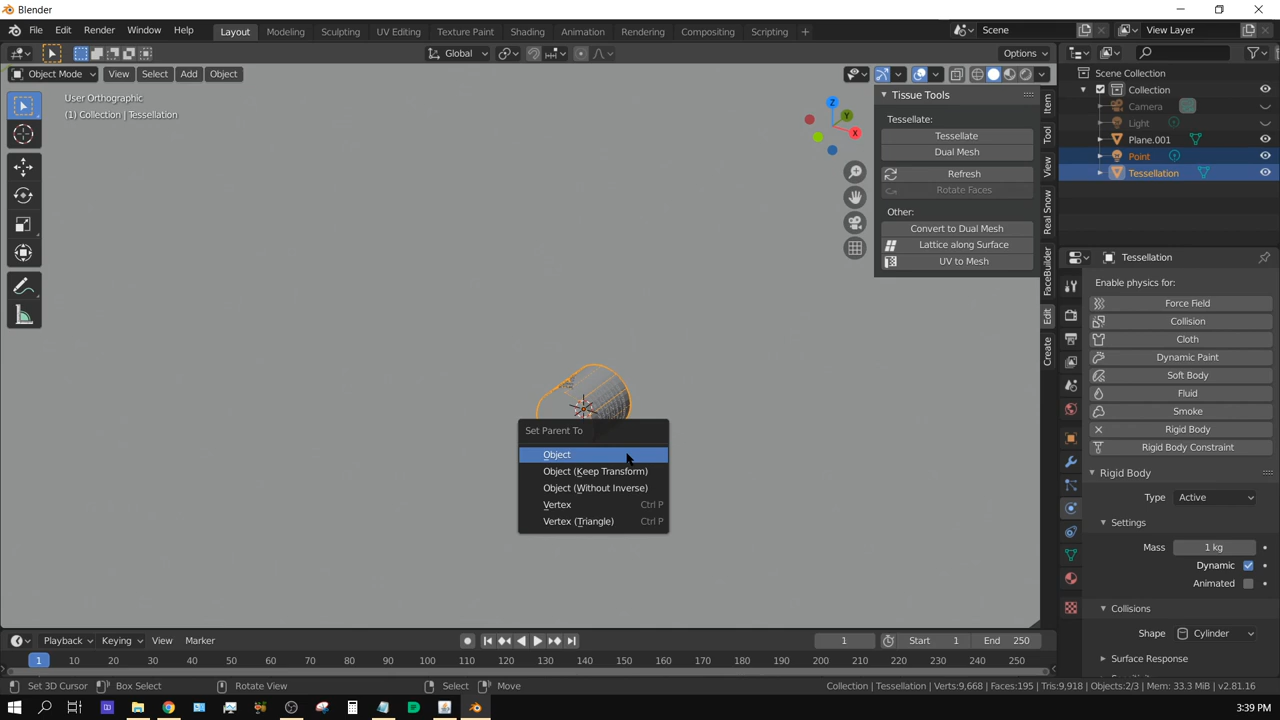 Blender
File Edit Render Window Help
Layout Modeling Sculpting UV Editing Texture Paint Shading Animation Rendering Compositing Scripting +
Scene
View Layer
Global
Options
Object Mode View Select Add Object
User Orthographic
(1) Collection | Tessellation
Z
Y
X
Tissue Tools
Tessellate:
Tessellate
Dual Mesh
Refresh
Rotate Faces
Other:
Convert to Dual Mesh
Lattice along Surface
UV to Mesh
Item
Tool
View
Real Snow
FaceBuilder
Edit
Create
Scene Collection
Collection
Camera
Light
Plane.001
Point
Tessellation
Tessellation
Enable physics for:
Force Field
Collision
Cloth
Dynamic Paint
Soft Body
Fluid
Smoke
Rigid Body
Rigid Body Constraint
Rigid Body
Type Active
Settings
Mass 1 kg
Dynamic
Animated
Collisions
Shape Cylinder
Surface Response
Set Parent To
Object
Object (Keep Transform)
Object (Without Inverse)
Vertex Ctrl P
Vertex (Triangle) Ctrl P
Playback Keying View Marker
1 Start 1 End 250
1 10 20 30 40 50 60 70 80 90 100 110 120 130 140 150 160 170 180 190 200 210 220 230 240 250
Set 3D Cursor Box Select Rotate View Select Move
Collection | Tessellation | Verts:9,668 | Faces:195 | Tris:9,918 | Objects:2/3 | Mem: 33.3 MiB | v2.81.16
3:39 PM